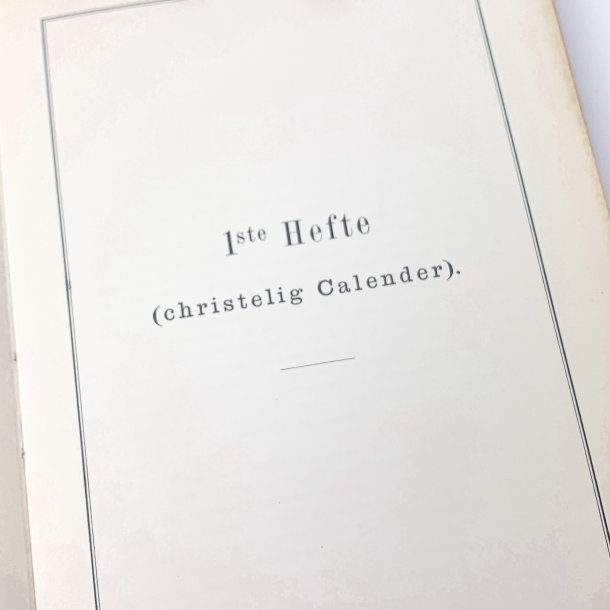 1ste Hefte
(christelig Calender).